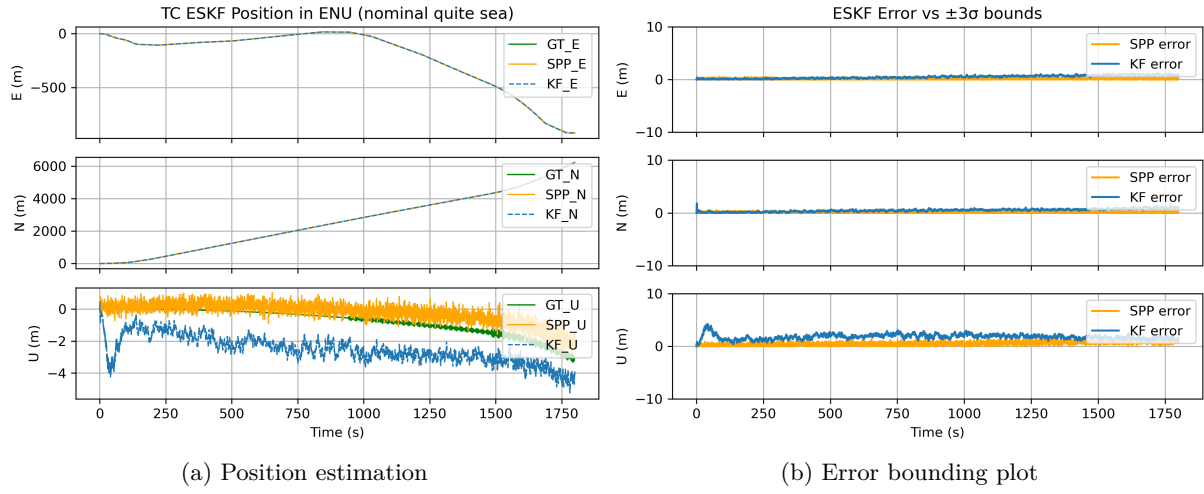 TC ESKF Position in ENU (nominal quite sea)
E (m)
0
−500
GT_E
SPP_E
KF_E
N (m)
6000
4000
2000
0
GT_N
SPP_N
KF_N
U (m)
0
−2
−4
GT_U
SPP_U
KF_U
0 250 500 750 1000 1250 1500 1750
Time (s)
(a) Position estimation
ESKF Error vs ±3σ bounds
E (m)
10
0
−10
SPP error
KF error
N (m)
10
0
−10
SPP error
KF error
U (m)
10
0
−10
SPP error
KF error
0 250 500 750 1000 1250 1500 1750
Time (s)
(b) Error bounding plot